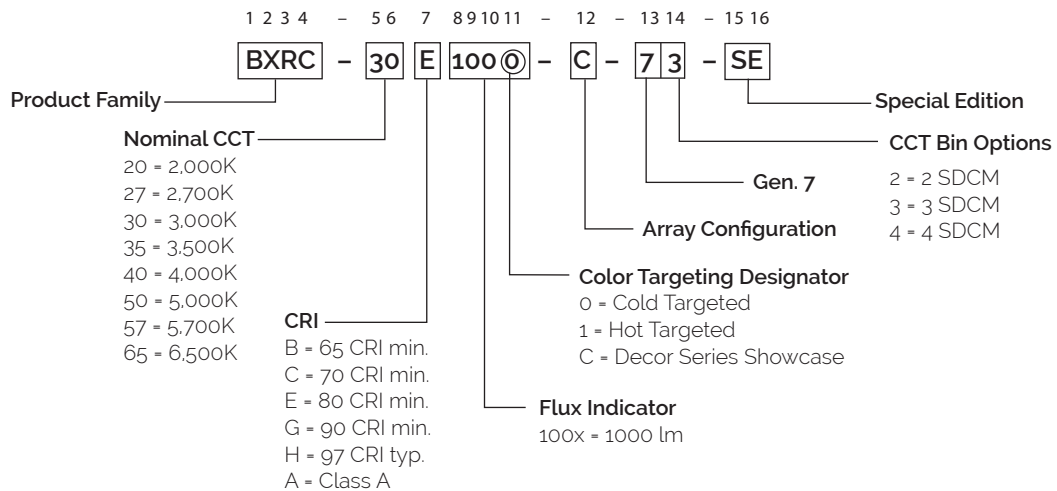 1 2 3 4 – 5 6 7 8 9 10 11 – 12 – 13 14 – 15 16
BXRC – 30 E 100 0 – C – 7 3 – SE
Product Family
Special Edition
Nominal CCT
20 = 2,000K
27 = 2,700K
30 = 3,000K
35 = 3,500K
40 = 4,000K
50 = 5,000K
57 = 5,700K
65 = 6,500K
CCT Bin Options
2 = 2 SDCM
3 = 3 SDCM
4 = 4 SDCM
Gen. 7
Array Configuration
Color Targeting Designator
0 = Cold Targeted
1 = Hot Targeted
C = Decor Series Showcase
CRI
B = 65 CRI min.
C = 70 CRI min.
E = 80 CRI min.
G = 90 CRI min.
H = 97 CRI typ.
A = Class A
Flux Indicator
100x = 1000 lm